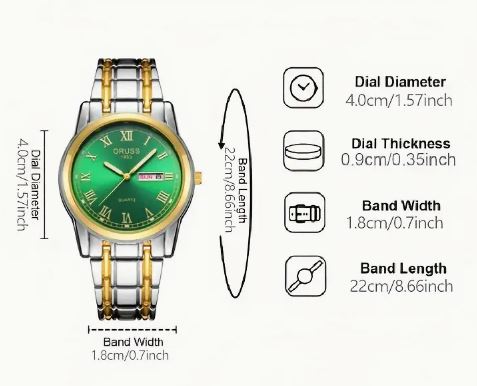 Dial Diameter
4.0cm/1.57inch
XII
ORUSS
1953
QUARTZ
Band Length
22cm/8.66inch
Band Width
1.8cm/0.7inch
Dial Diameter
4.0cm/1.57inch
Dial Thickness
0.9cm/0.35inch
Band Width
1.8cm/0.7inch
Band Length
22cm/8.66inch